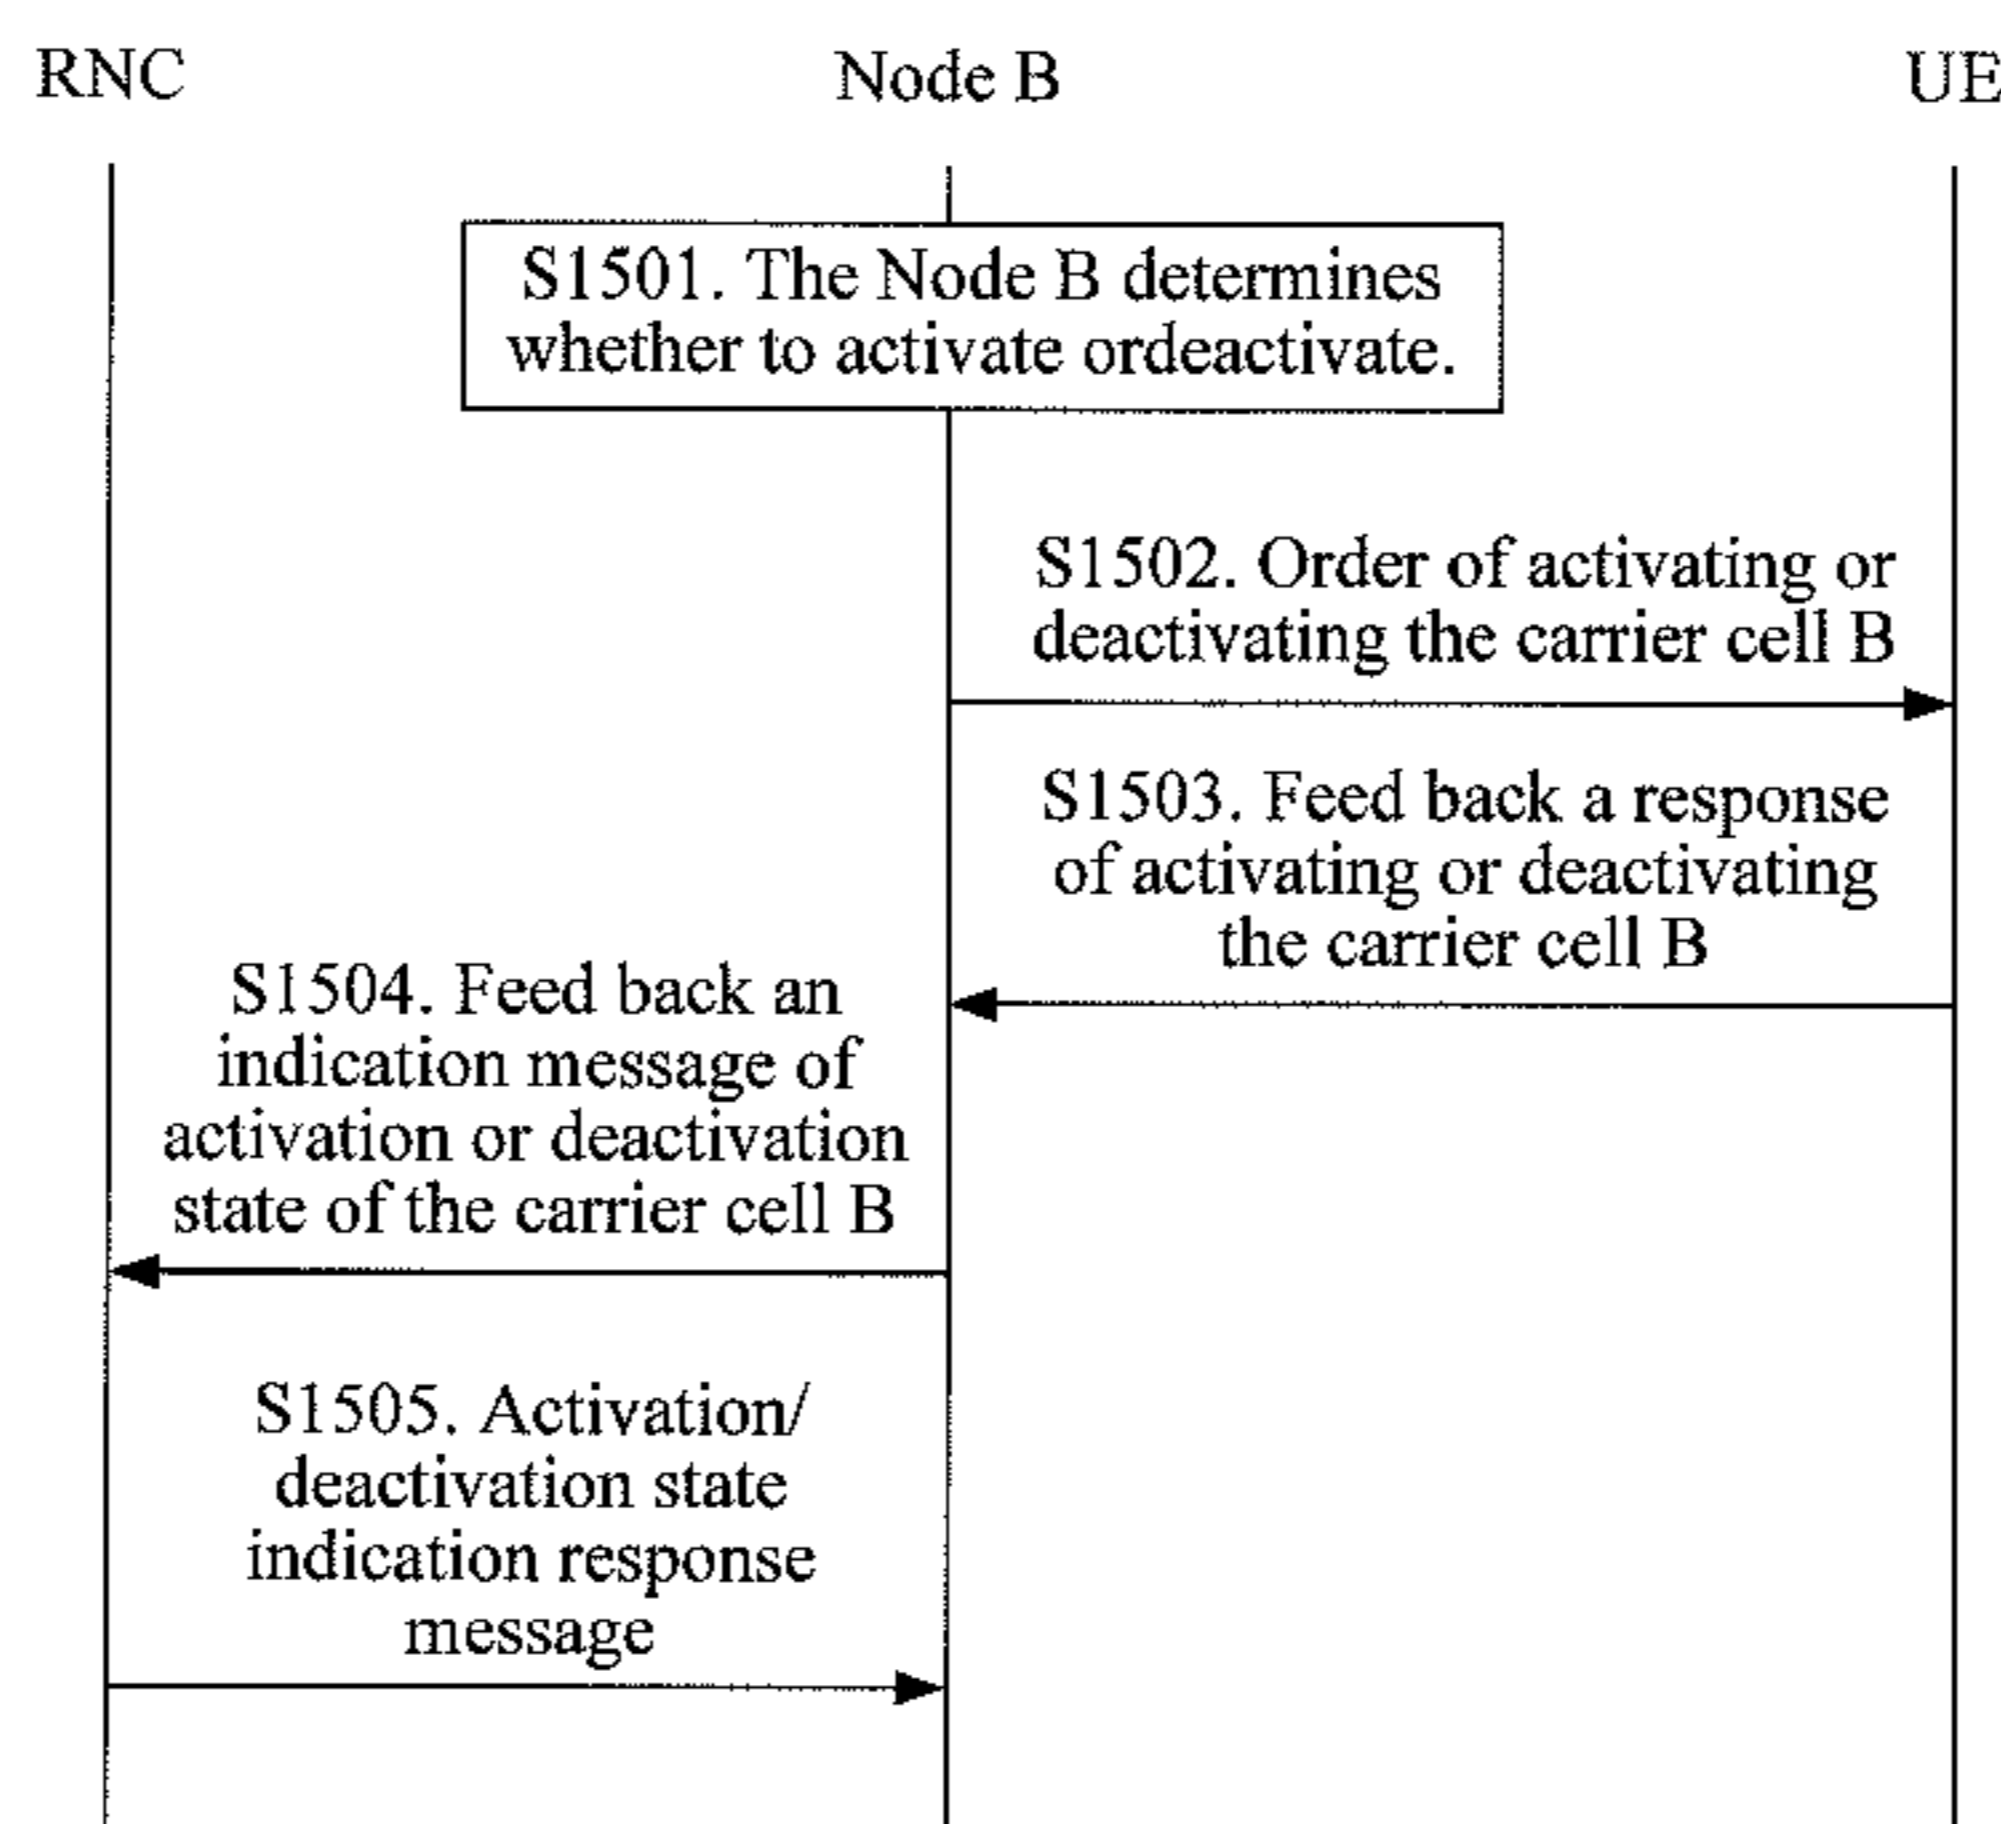 RNC Node B UE
S1501. The Node B determines
whether to activate ordeactivate.
S1502. Order of activating or
deactivating the carrier cell B
S1503. Feed back a response
of activating or deactivating
the carrier cell B
S1504. Feed back an
indication message of
activation or deactivation
state of the carrier cell B
S1505. Activation/
deactivation state
indication response
message